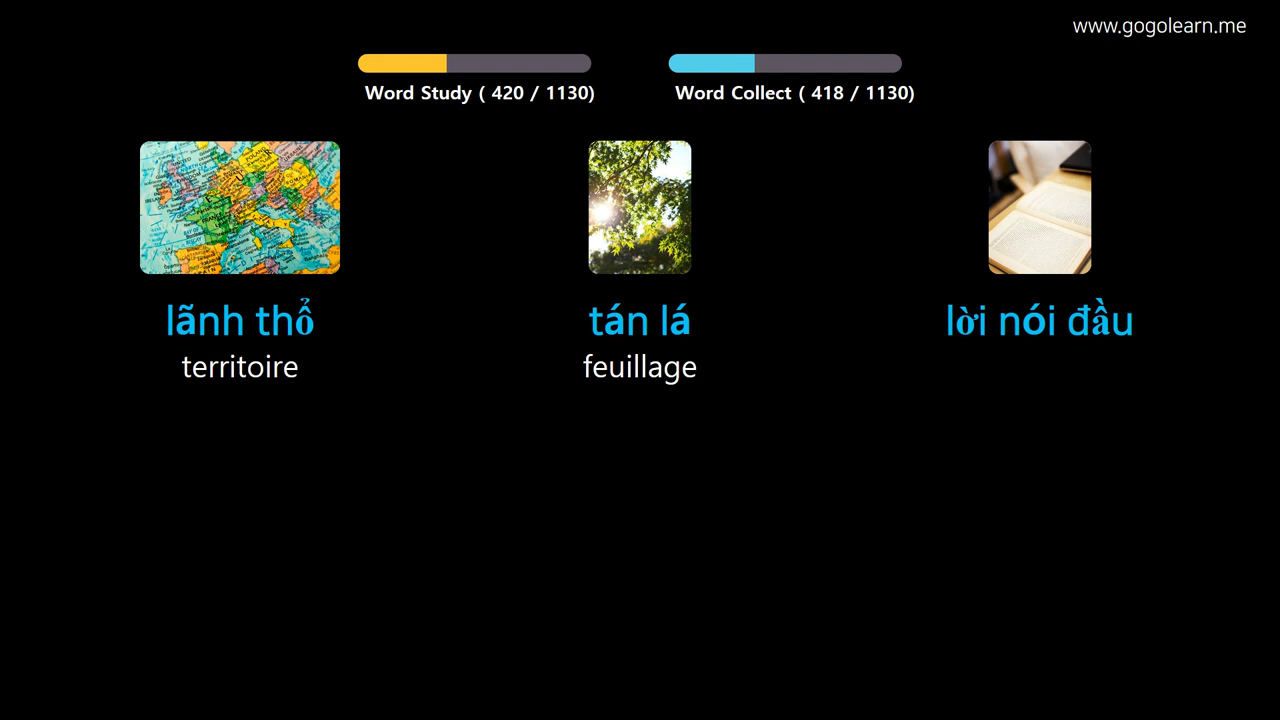 www.gogolearn.me
Word Study ( 420 / 1130)
Word Collect ( 418 / 1130)
lãnh thổ
territoire
tán lá
feuillage
lời nói đầu